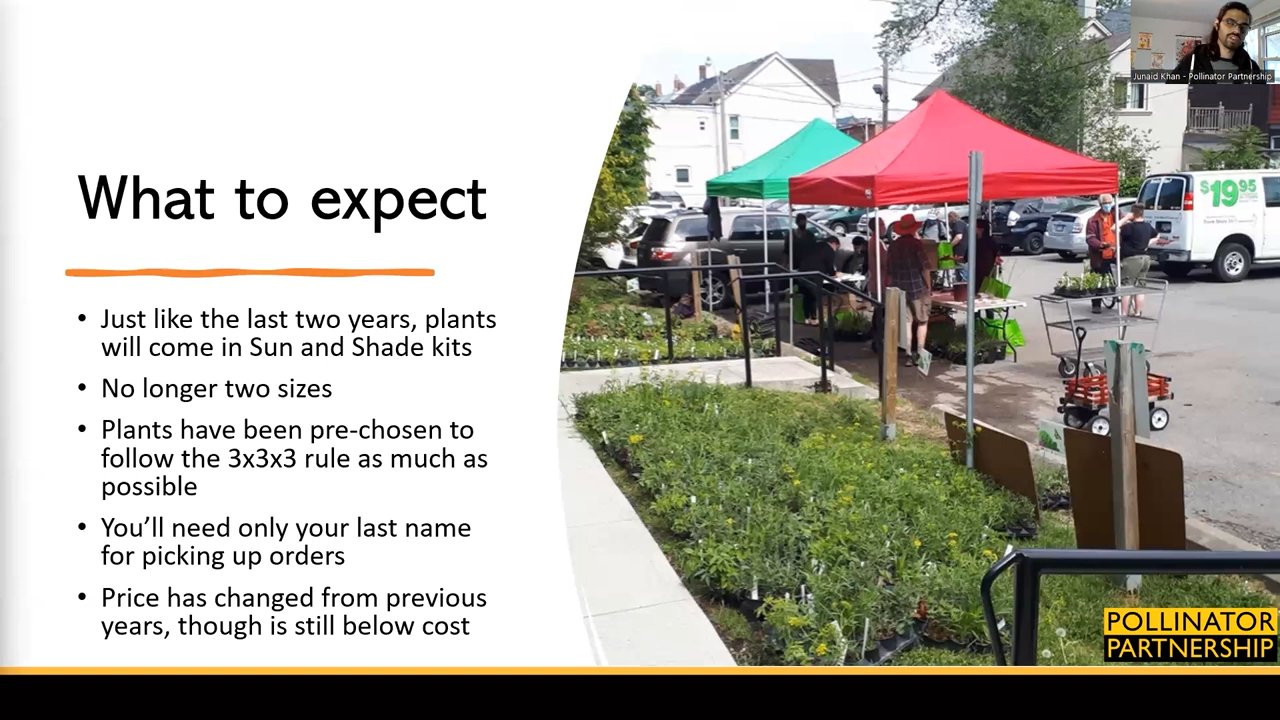 What to expect
• Just like the last two years, plants
will come in Sun and Shade kits
• No longer two sizes
• Plants have been pre-chosen to
follow the 3x3x3 rule as much as
possible
• You’ll need only your last name
for picking up orders
• Price has changed from previous
years, though is still below cost
Junaid Khan - Pollinator Partnership
$19.95
POLLINATOR
PARTNERSHIP